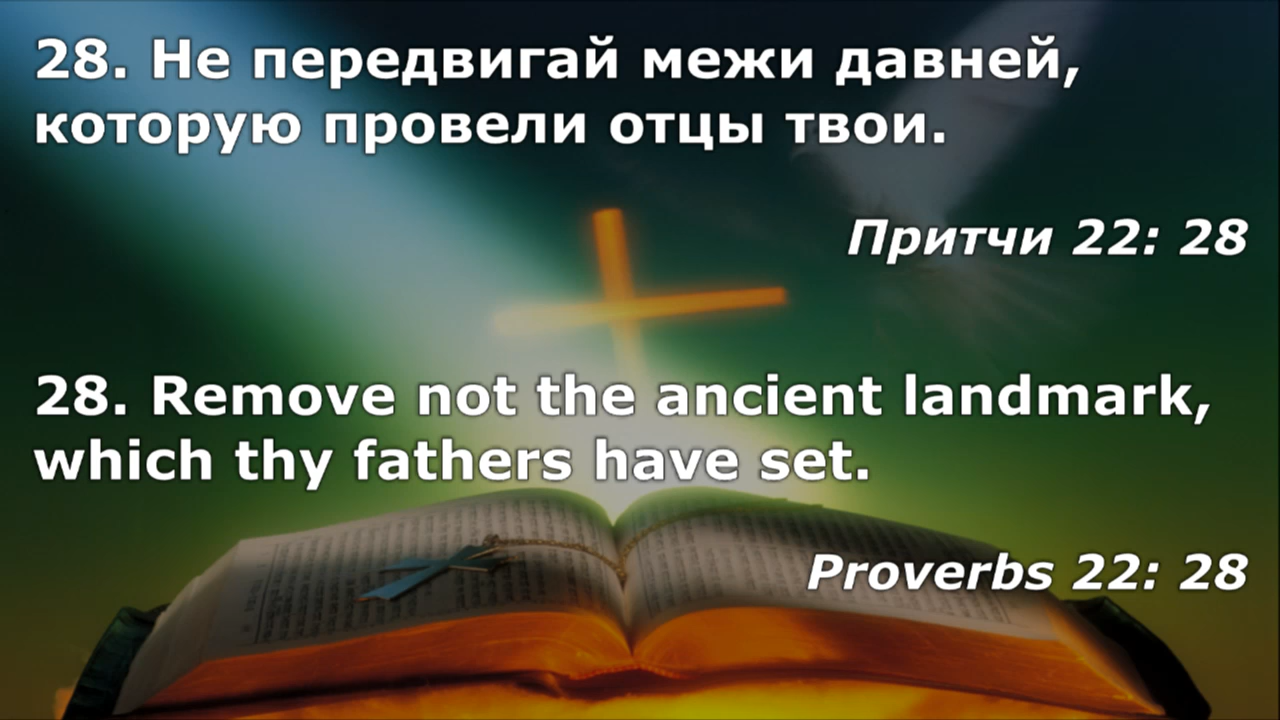 28. Не передвигай межи давней,
которую провели отцы твои.
Притчи 22: 28
28. Remove not the ancient landmark,
which thy fathers have set.
Proverbs 22: 28